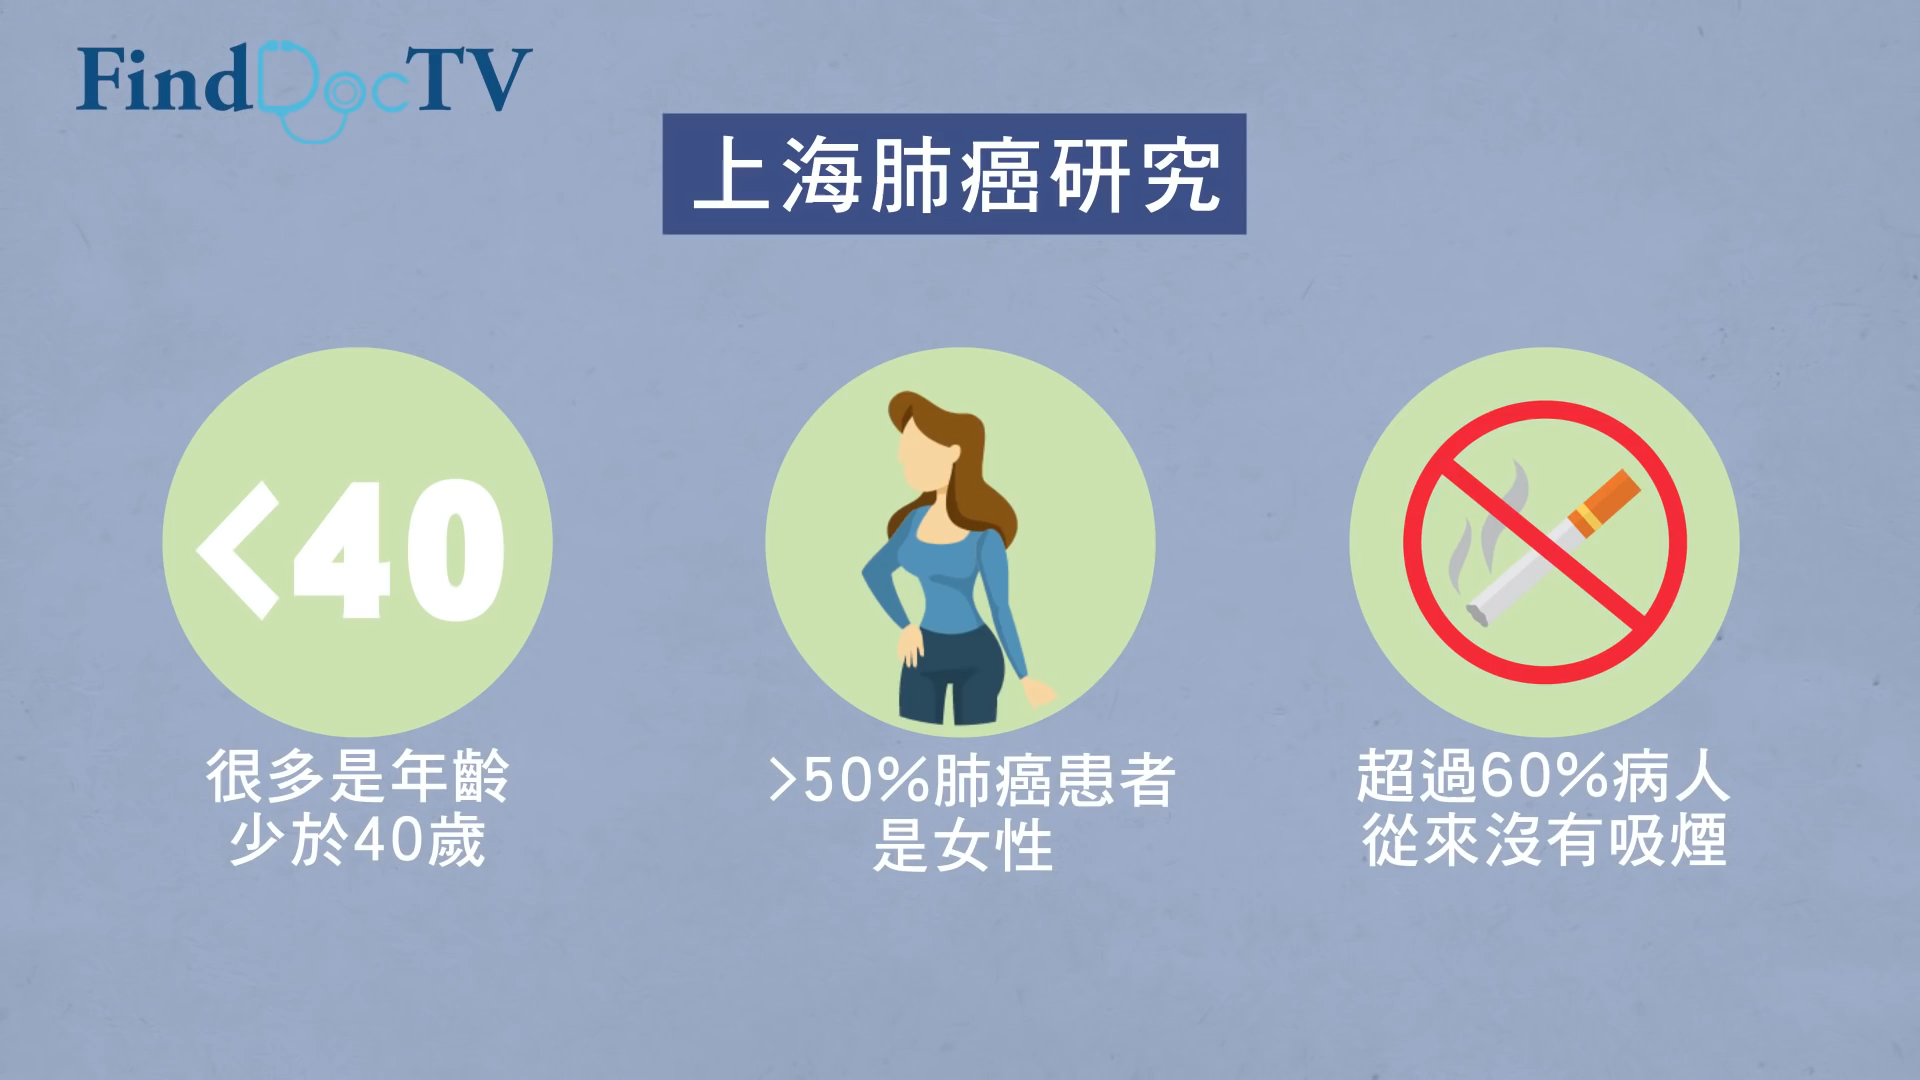 FindDocTV
上海肺癌研究
<40
很多是年齡
少於40歲
>50%肺癌患者
是女性
超過60%病人
從來沒有吸煙